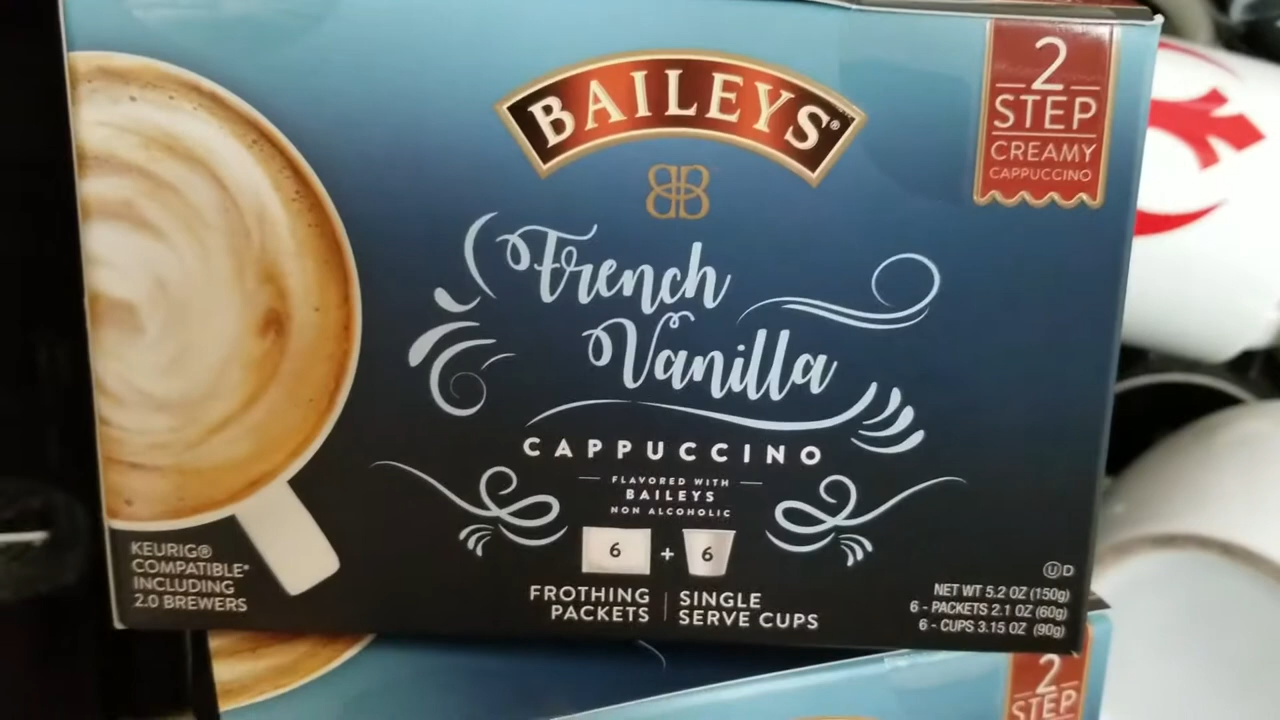 BAILEYS®
2
STEP
CREAMY
CAPPUCCINO
French
Vanilla
CAPPUCCINO
FLAVORED WITH
BAILEYS
NON ALCOHOLIC
6 + 6
FROTHING
PACKETS
SINGLE
SERVE CUPS
KEURIG®
COMPATIBLE*
INCLUDING
2.0 BREWERS
UD
NET WT 5.2 OZ (150g)
6 - PACKETS 2.1 OZ (60g)
6 - CUPS 3.15 OZ (90g)
2
STEP